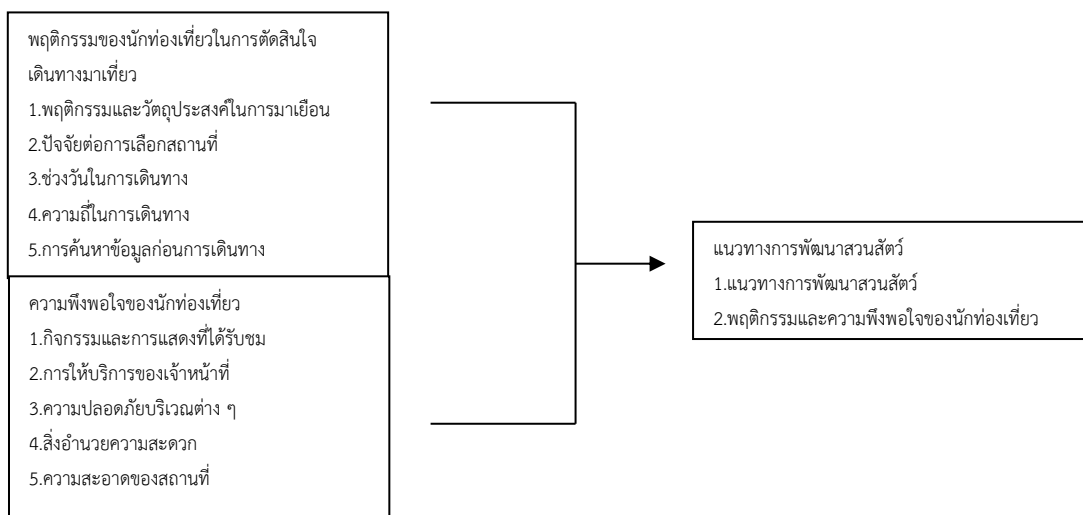 พฤติกรรมของนักท่องเที่ยวในการตัดสินใจ
เดินทางมาเที่ยว
1.พฤติกรรมและวัตถุประสงค์ในการมาเยือน
2.ปัจจัยต่อการเลือกสถานที่
3.ช่วงวันในการเดินทาง
4.ความถี่ในการเดินทาง
5.การค้นหาข้อมูลก่อนการเดินทาง
ความพึงพอใจของนักท่องเที่ยว
1.กิจกรรมและการแสดงที่ได้รับชม
2.การให้บริการของเจ้าหน้าที่
3.ความปลอดภัยบริเวณต่าง ๆ
4.สิ่งอำนวยความสะดวก
5.ความสะอาดของสถานที่
แนวทางการพัฒนาสวนสัตว์
1.แนวทางการพัฒนาสวนสัตว์
2.พฤติกรรมและความพึงพอใจของนักท่องเที่ยว